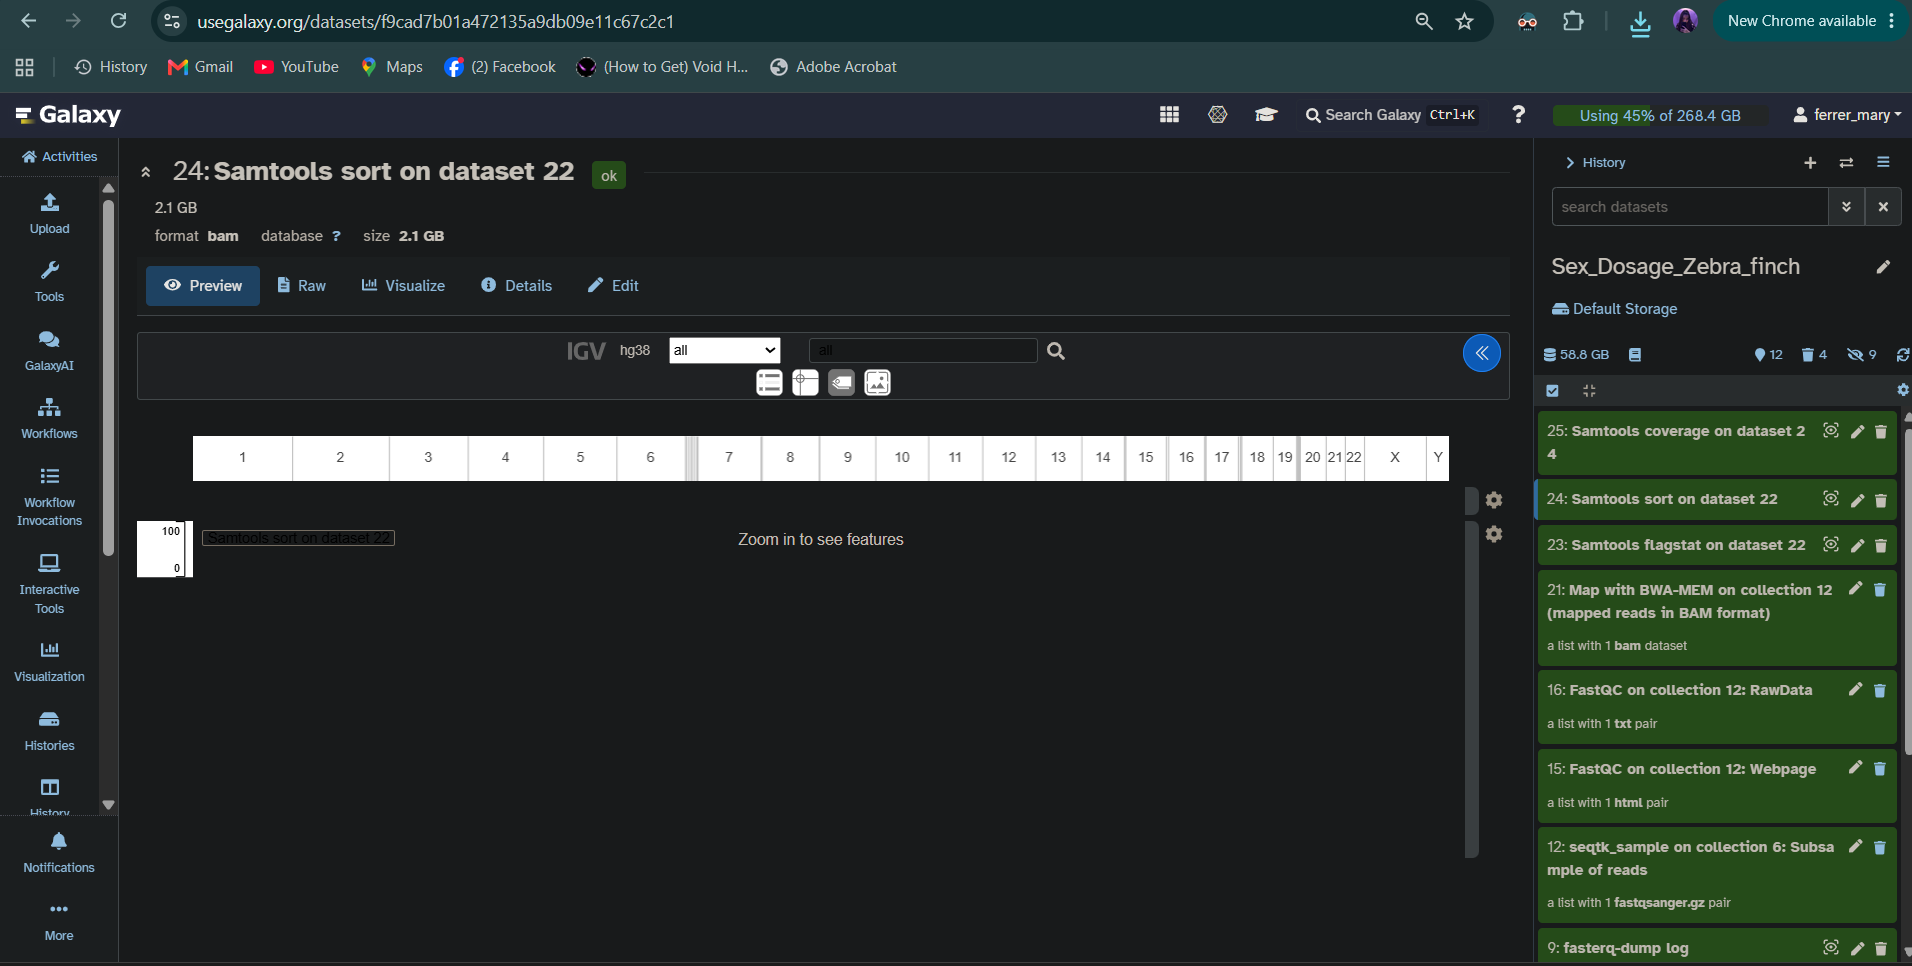 usegalaxy.org/datasets/f9cad7b01a472135a9db09e11c67c2c1
New Chrome available
History
Gmail
YouTube
Maps
(2) Facebook
(How to Get) Void H...
Adobe Acrobat
Galaxy
Search Galaxy Ctrl+K
?
Using 45% of 268.4 GB
ferrer_mary
Activities
Upload
Tools
GalaxyAI
Workflows
Workflow
Invocations
Interactive
Tools
Visualization
Histories
History
Notifications
More
24: Samtools sort on dataset 22 ok
2.1 GB
format bam database ? size 2.1 GB
Preview
Raw
Visualize
Details
Edit
IGV hg38 all all
1 2 3 4 5 6 7 8 9 10 11 12 13 14 15 16 17 18 19 20 21 22 X Y
100
0
Samtools sort on dataset 22
Zoom in to see features
History
search datasets
Sex_Dosage_Zebra_finch
Default Storage
58.8 GB 12 4 9
25: Samtools coverage on dataset 2
4
24: Samtools sort on dataset 22
23: Samtools flagstat on dataset 22
21: Map with BWA-MEM on collection 12
(mapped reads in BAM format)
a list with 1 bam dataset
16: FastQC on collection 12: RawData
a list with 1 txt pair
15: FastQC on collection 12: Webpage
a list with 1 html pair
12: seqtk_sample on collection 6: Subsa
mple of reads
a list with 1 fastqsanger.gz pair
9: fasterq-dump log